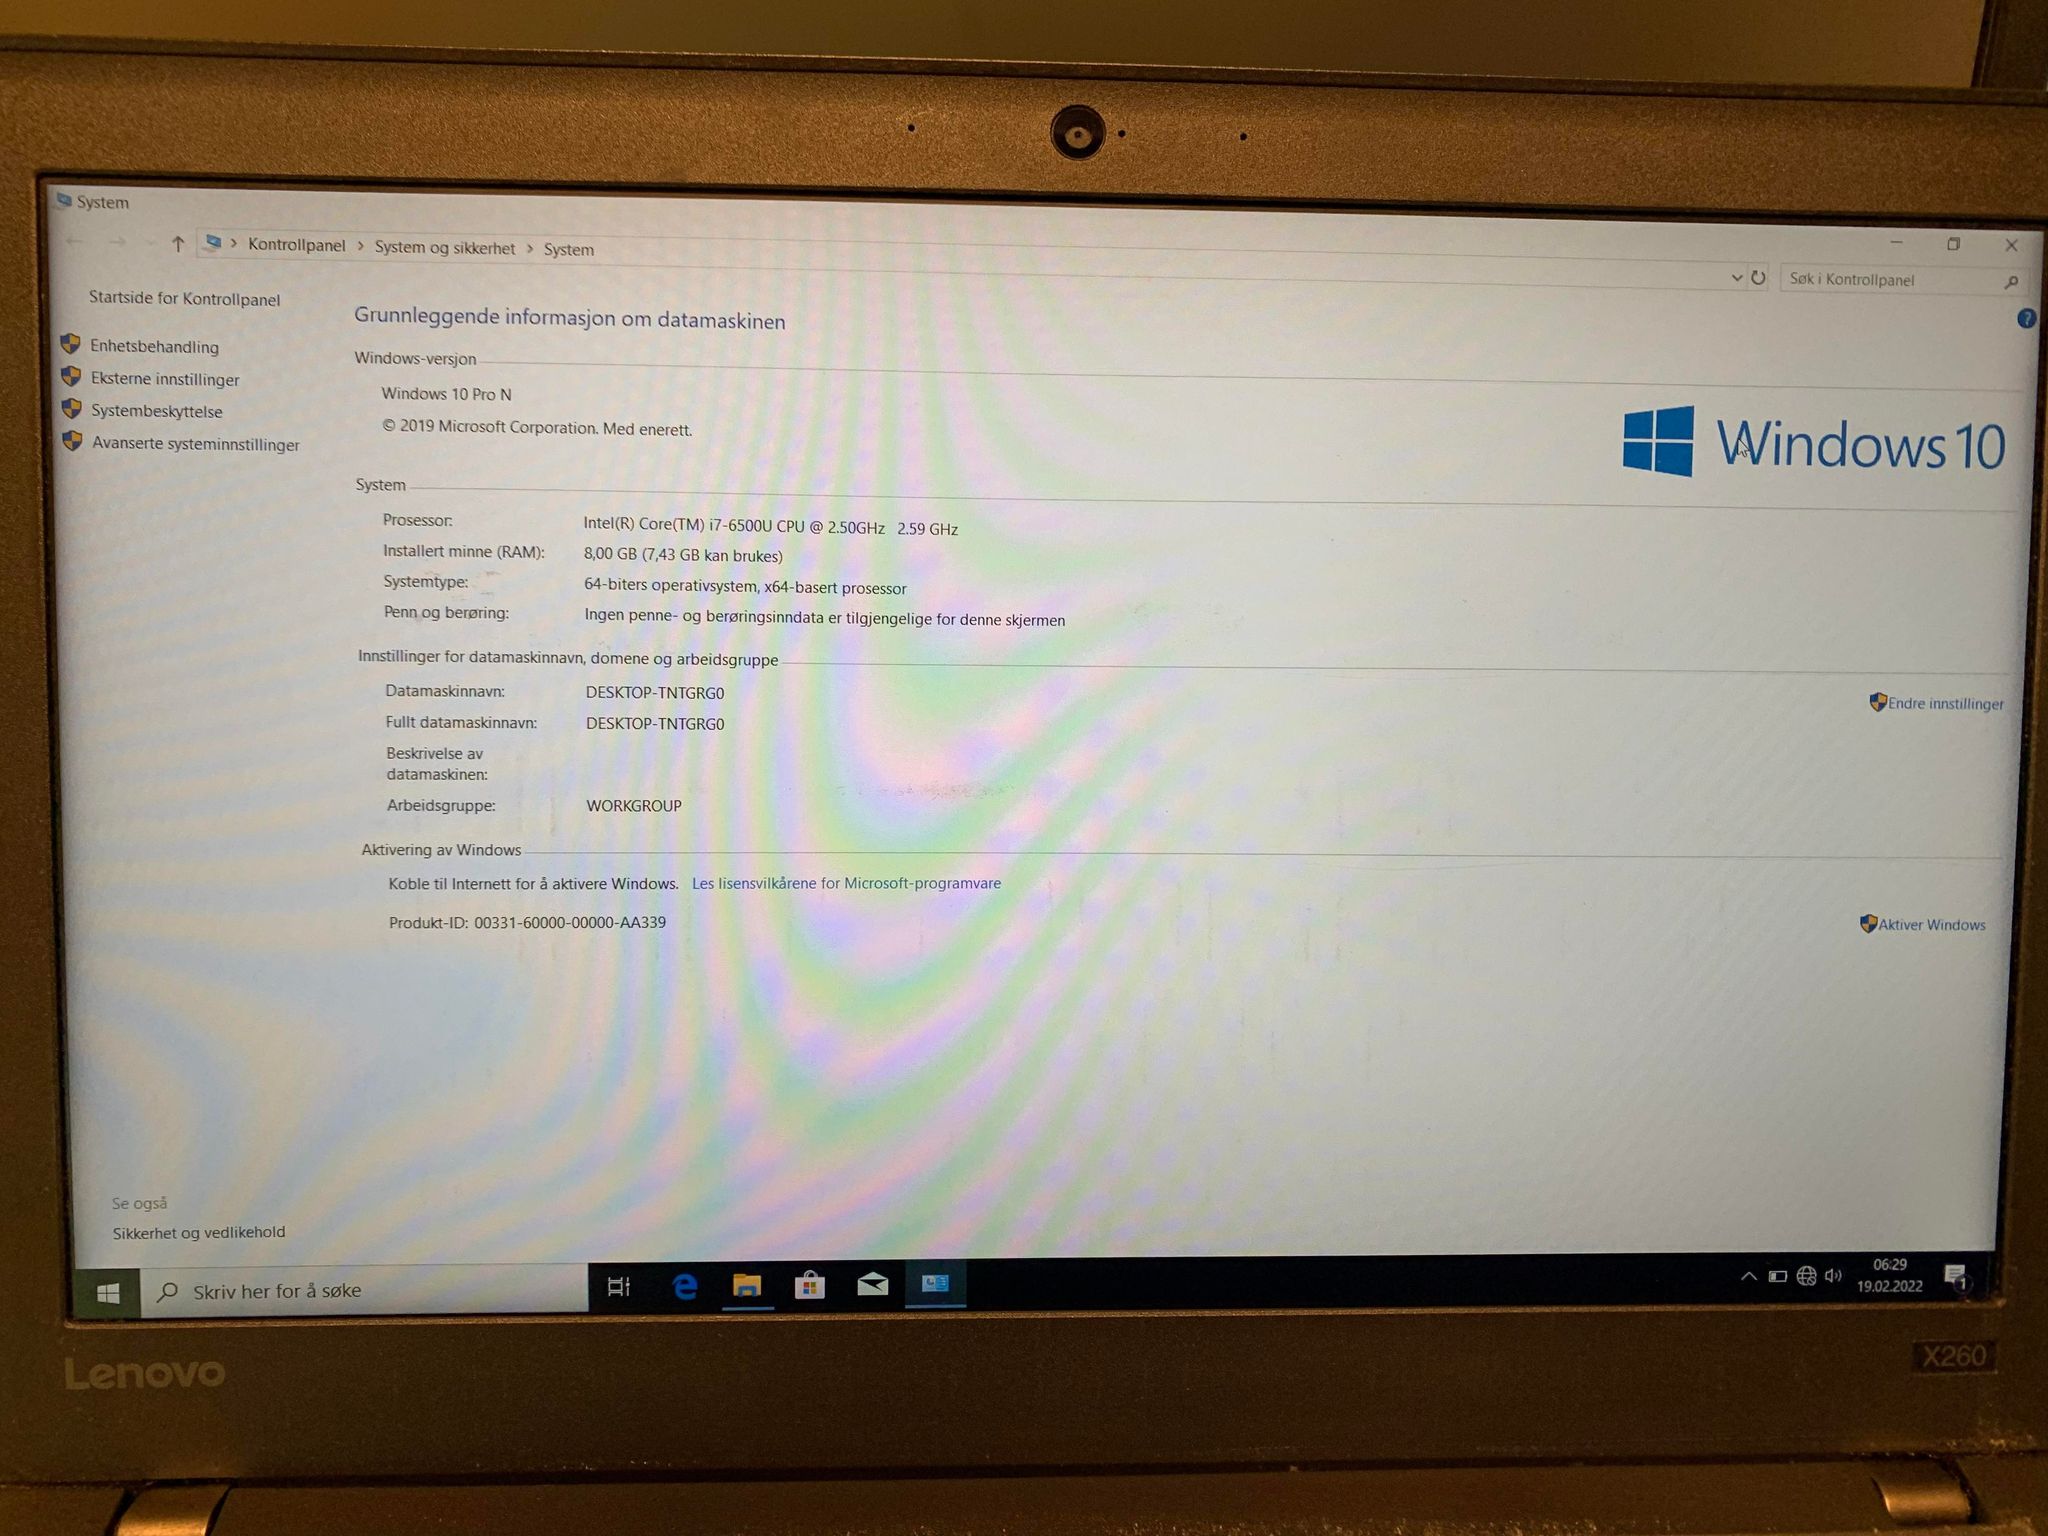 System
Kontrollpanel > System og sikkerhet > System
Søk i Kontrollpanel
Startside for Kontrollpanel
Enhetsbehandling
Eksterne innstillinger
Systembeskyttelse
Avanserte systeminnstillinger
Grunnleggende informasjon om datamaskinen
Windows-versjon
Windows 10 Pro N
© 2019 Microsoft Corporation. Med enerett.
Windows 10
System
Prosessor: Intel(R) Core(TM) i7-6500U CPU @ 2.50GHz 2.59 GHz
Installert minne (RAM): 8,00 GB (7,43 GB kan brukes)
Systemtype: 64-biters operativsystem, x64-basert prosessor
Penn og berøring: Ingen penne- og berøringsinndata er tilgjengelige for denne skjermen
Innstillinger for datamaskinnavn, domene og arbeidsgruppe
Datamaskinnavn: DESKTOP-TNTGRG0
Endre innstillinger
Fullt datamaskinnavn: DESKTOP-TNTGRG0
Beskrivelse av
datamaskinen:
Arbeidsgruppe: WORKGROUP
Aktivering av Windows
Koble til Internett for å aktivere Windows. Les lisensvilkårene for Microsoft-programvare
Produkt-ID: 00331-60000-00000-AA339
Aktiver Windows
Se også
Sikkerhet og vedlikehold
Skriv her for å søke
06:29
19.02.2022
1
Lenovo
X260